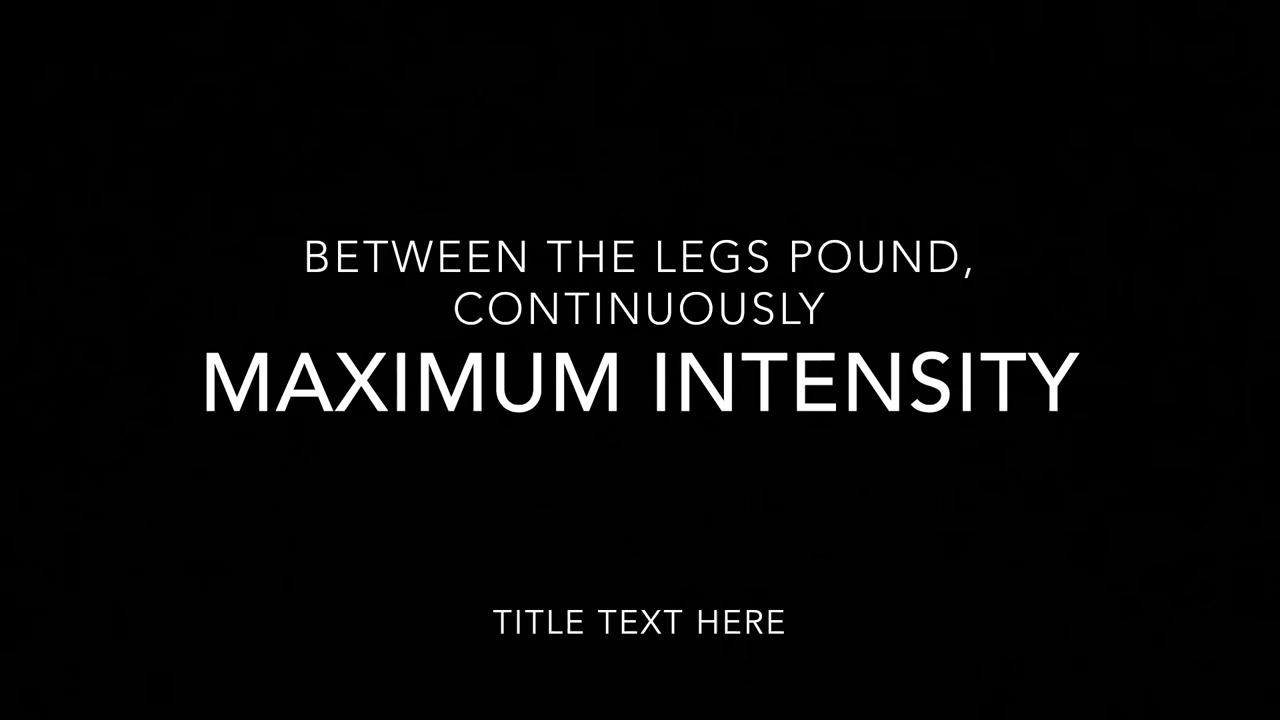 BETWEEN THE LEGS POUND,
CONTINUOUSLY
MAXIMUM INTENSITY
TITLE TEXT HERE